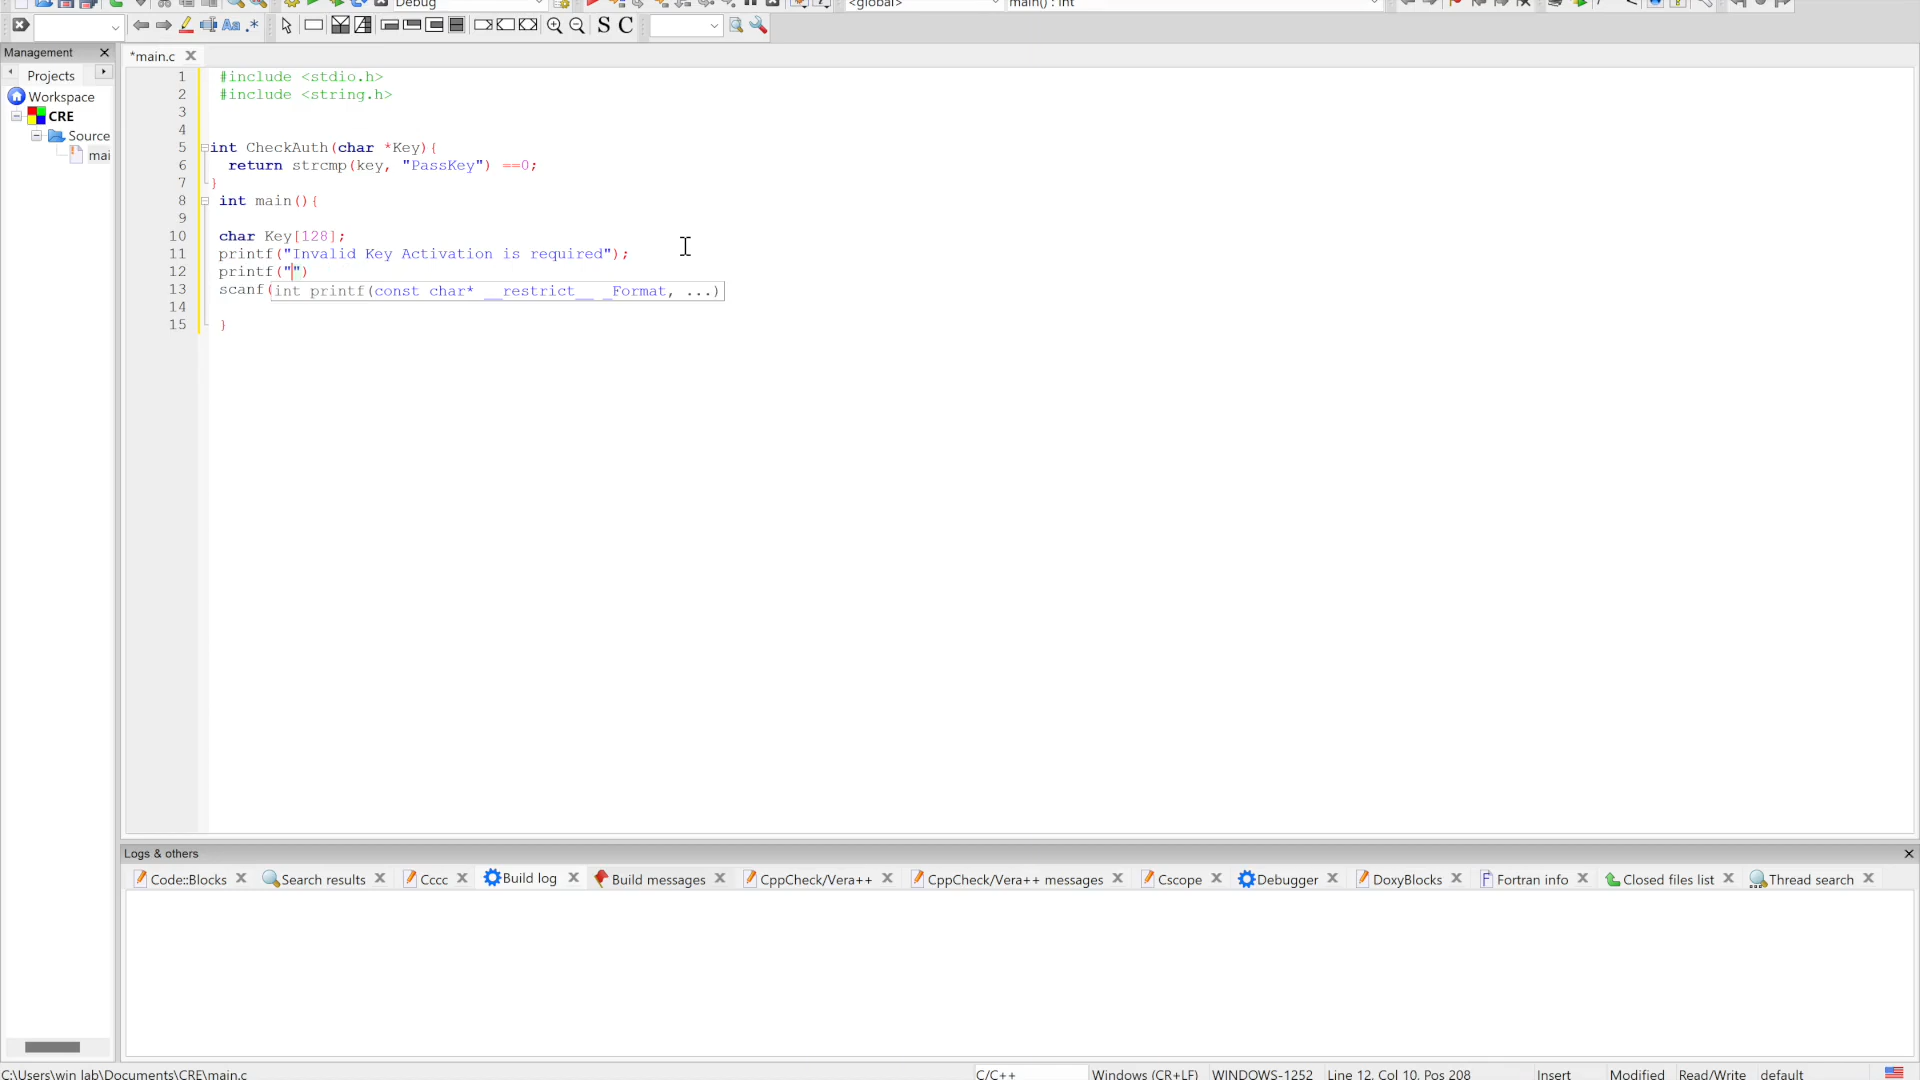 Debug
<global>
main() : int
S C
Management
*main.c
Projects
Workspace
CRE
Source
mai
1 #include <stdio.h>
2 #include <string.h>
3
4
5 int CheckAuth(char *Key){
6 return strcmp(key, "PassKey") ==0;
7 }
8 int main(){
9
10 char Key[128];
11 printf("Invalid Key Activation is required");
12 printf("")
13 scanf(
int printf(const char* __restrict__ _Format, ...)
14
15 }
Logs & others
Code::Blocks
Search results
Cccc
Build log
Build messages
CppCheck/Vera++
CppCheck/Vera++ messages
Cscope
Debugger
DoxyBlocks
Fortran info
Closed files list
Thread search
C:\Users\win lab\Documents\CRE\main.c
C/C++
Windows (CR+LF)
WINDOWS-1252
Line 12, Col 10, Pos 208
Insert
Modified
Read/Write
default